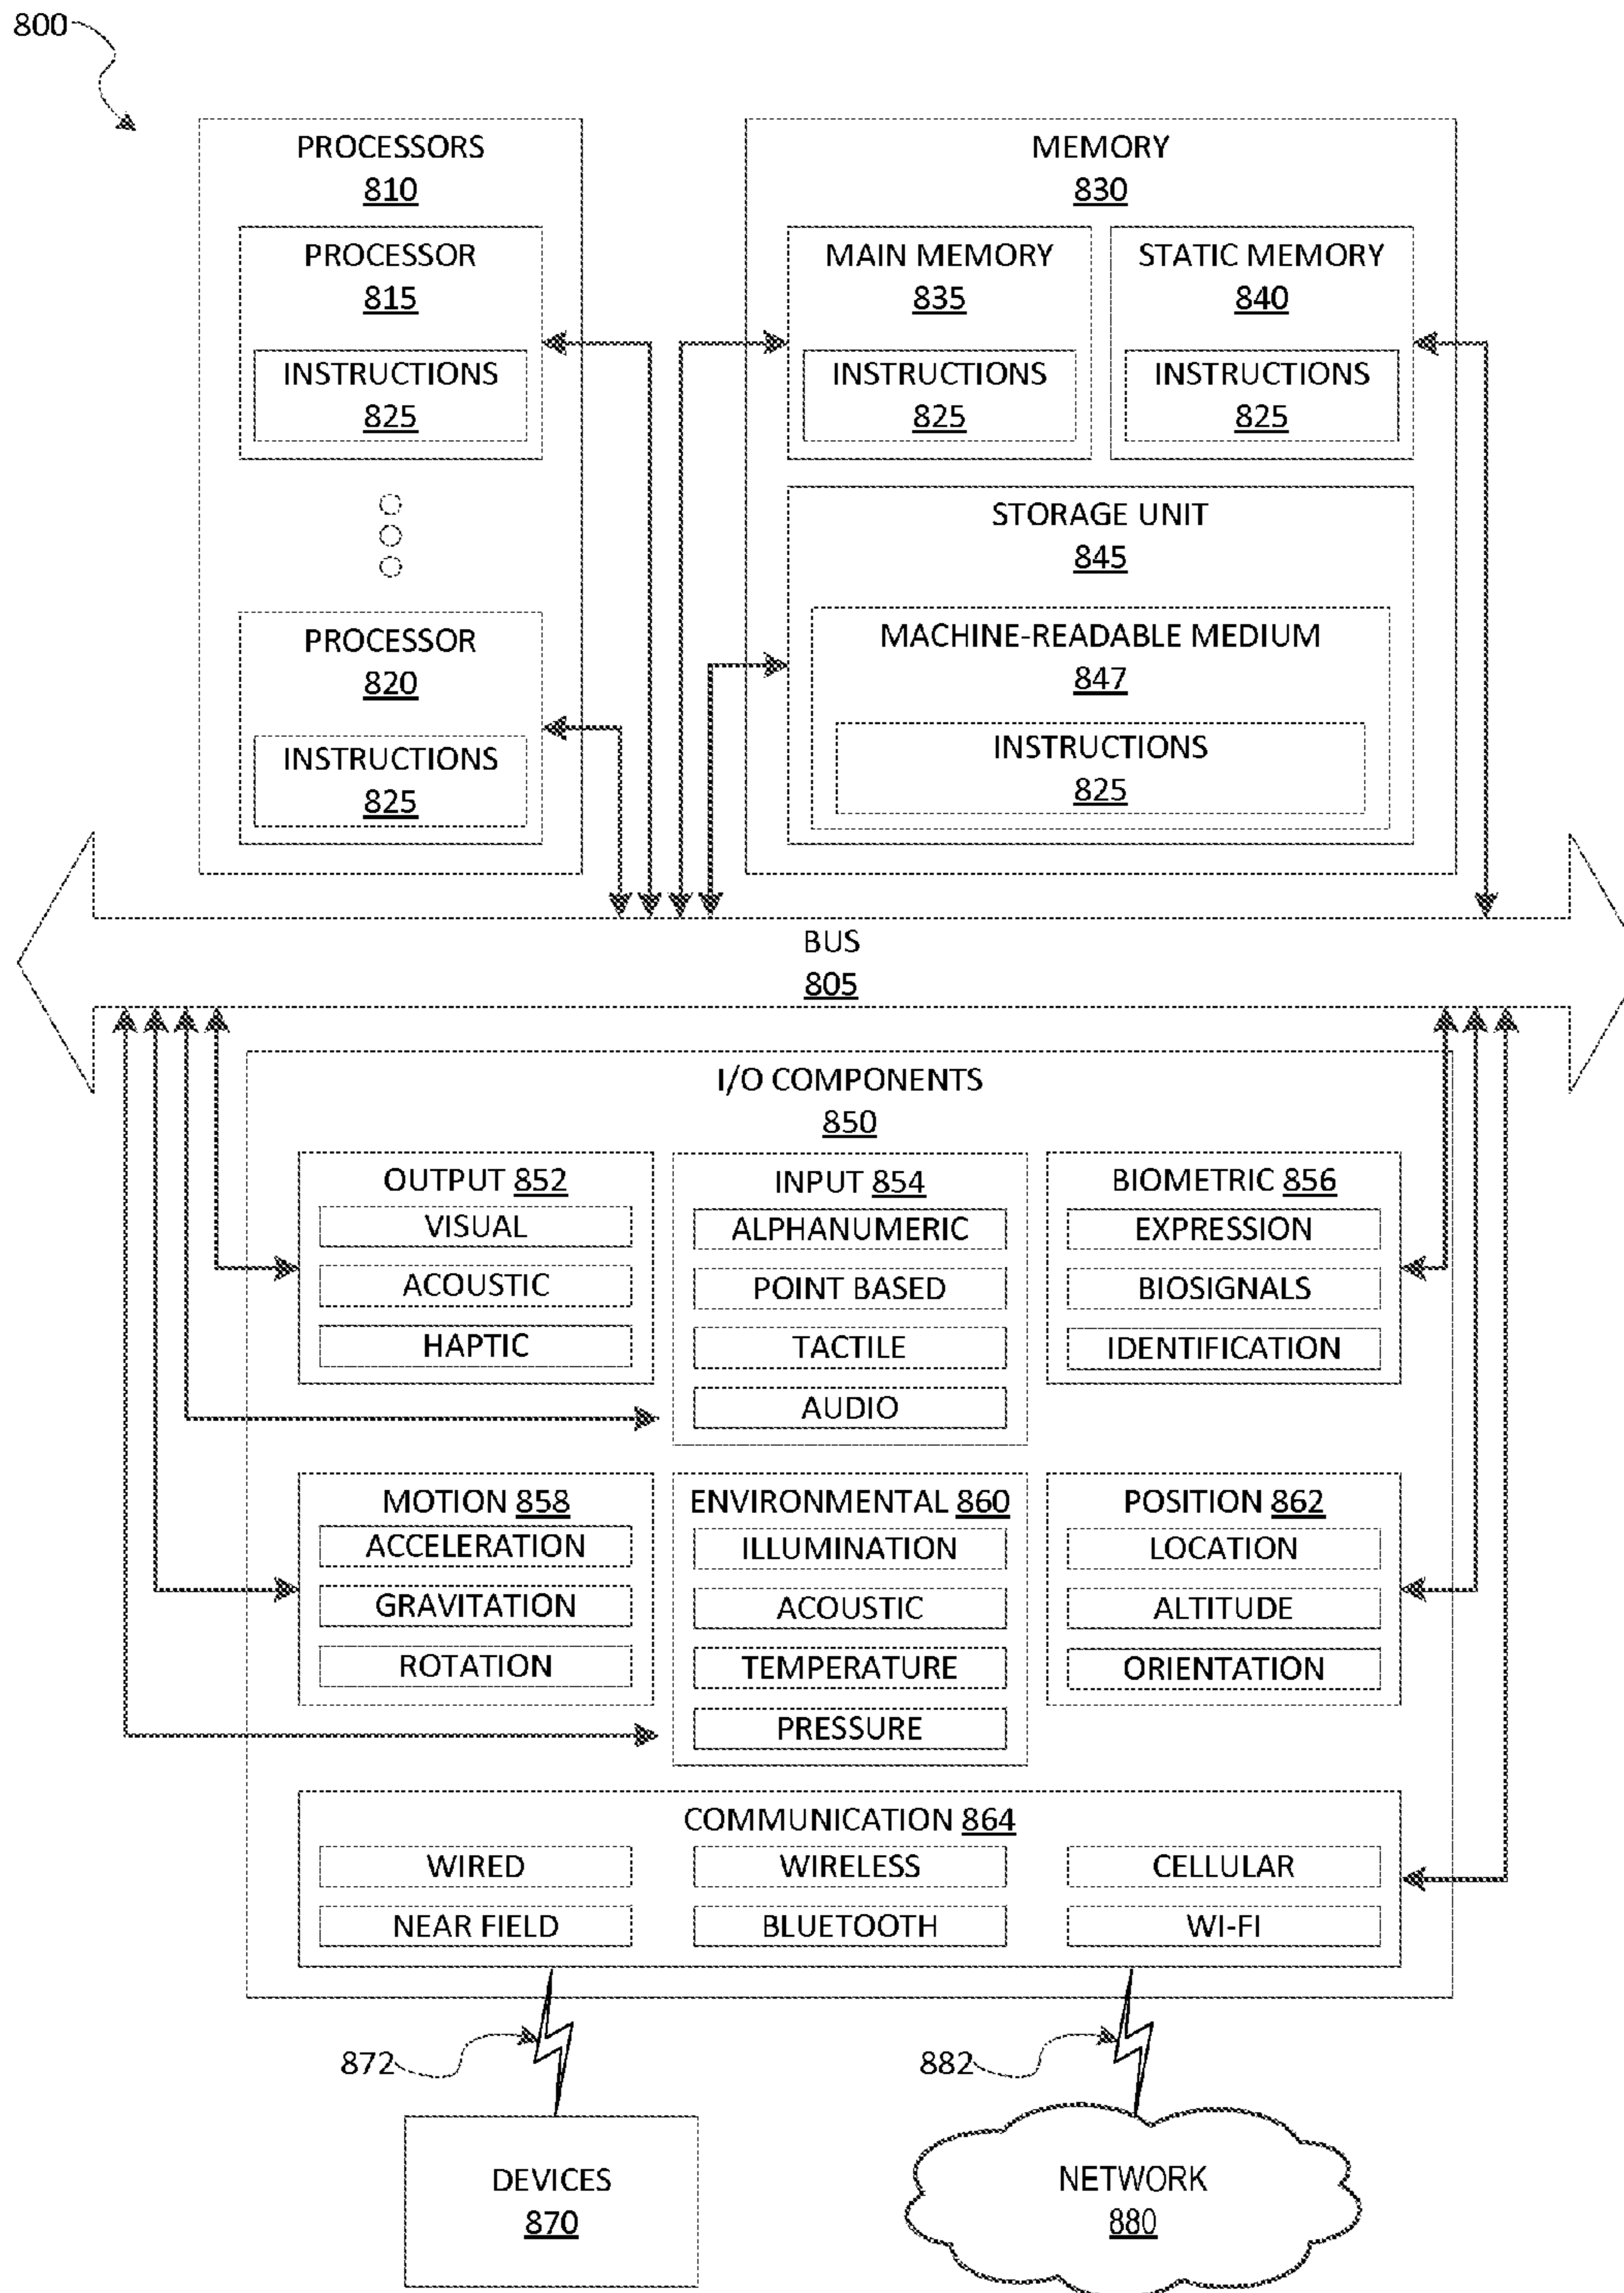 800
PROCESSORS
810
PROCESSOR
815
INSTRUCTIONS
825
PROCESSOR
820
INSTRUCTIONS
825
MEMORY
830
MAIN MEMORY
835
INSTRUCTIONS
825
STATIC MEMORY
840
INSTRUCTIONS
825
STORAGE UNIT
845
MACHINE-READABLE MEDIUM
847
INSTRUCTIONS
825
BUS
805
I/O COMPONENTS
850
OUTPUT 852
VISUAL
ACOUSTIC
HAPTIC
INPUT 854
ALPHANUMERIC
POINT BASED
TACTILE
AUDIO
BIOMETRIC 856
EXPRESSION
BIOSIGNALS
IDENTIFICATION
MOTION 858
ACCELERATION
GRAVITATION
ROTATION
ENVIRONMENTAL 860
ILLUMINATION
ACOUSTIC
TEMPERATURE
PRESSURE
POSITION 862
LOCATION
ALTITUDE
ORIENTATION
COMMUNICATION 864
WIRED
WIRELESS
CELLULAR
NEAR FIELD
BLUETOOTH
WI-FI
872
882
DEVICES
870
NETWORK
880